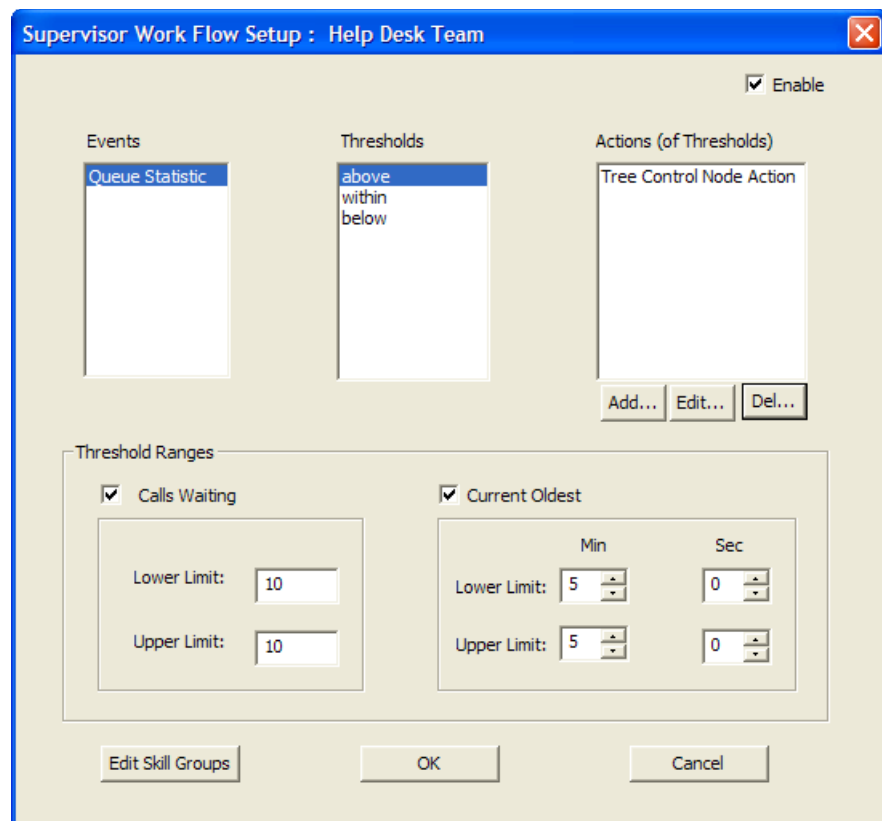 Supervisor Work Flow Setup : Help Desk Team
Enable
Events
Thresholds
Actions (of Thresholds)
Queue Statistic
above
within
below
Tree Control Node Action
Add...
Edit...
Del...
Threshold Ranges
Calls Waiting
Lower Limit:
10
Upper Limit:
10
Current Oldest
Min
Sec
Lower Limit:
5
0
Upper Limit:
5
0
Edit Skill Groups
OK
Cancel